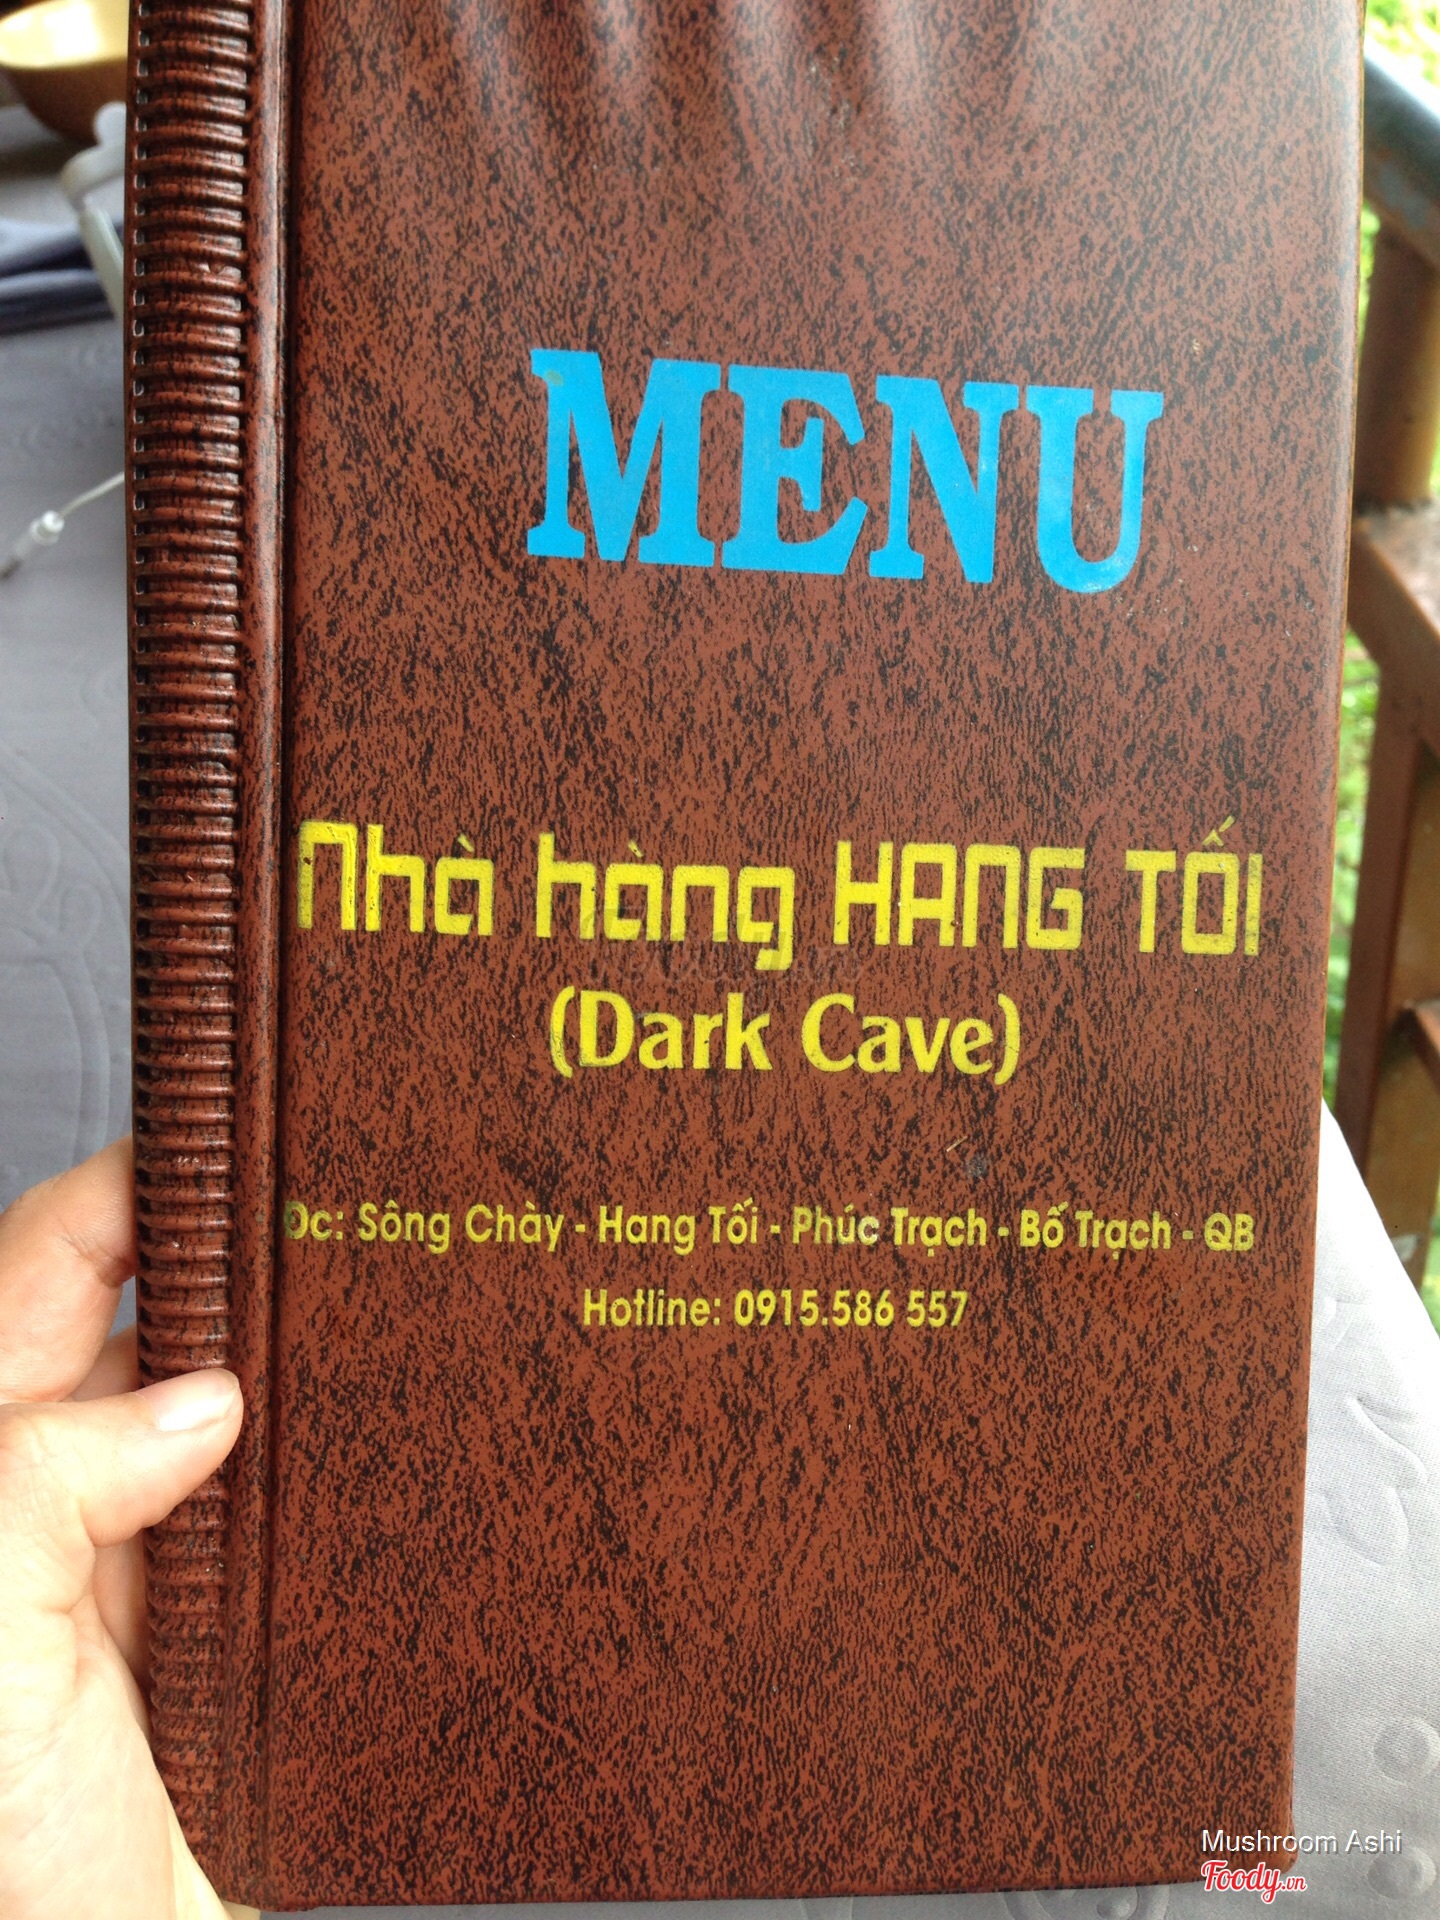 MENU
Nhà hàng HANG TỐI
(Dark Cave)
Đc: Sông Chày - Hang Tối - Phúc Trạch - Bố Trạch - QB
Hotline: 0915.586 557
Mushroom Ashi
Foody.vn